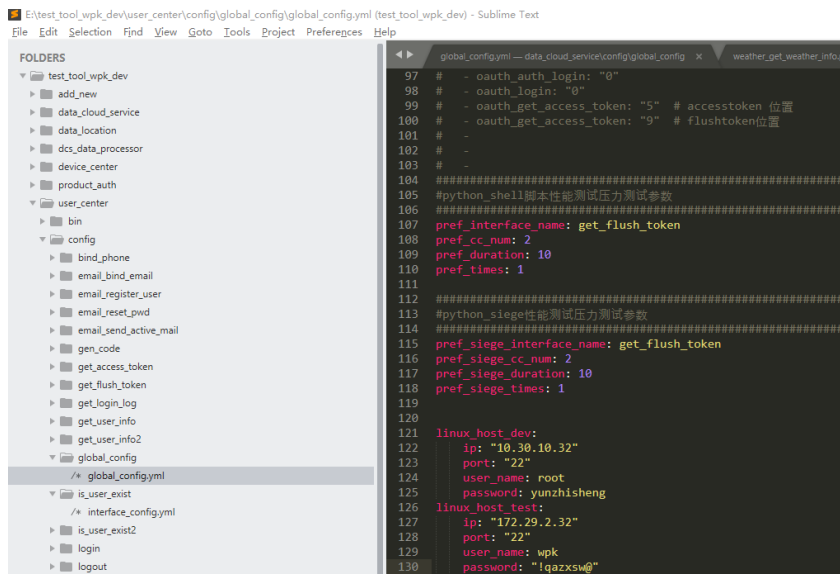 E:\test_tool_wpk_dev\user_center\config\global_config\global_config.yml (test_tool_wpk_dev) - Sublime Text
File Edit Selection Find View Goto Tools Project Preferences Help
FOLDERS
test_tool_wpk_dev
add_new
data_cloud_service
data_location
dcs_data_processor
device_center
product_auth
user_center
bin
config
bind_phone
email_bind_email
email_register_user
email_reset_pwd
email_send_active_mail
gen_code
get_access_token
get_flush_token
get_login_log
get_user_info
get_user_info2
global_config
/* global_config.yml
is_user_exist
/* interface_config.yml
is_user_exist2
login
logout
global_config.yml — data_cloud_service\config\global_config × weather_get_weather_info.
97 # - oauth_auth_login: "0"
98 # - oauth_login: "0"
99 # - oauth_get_access_token: "5" # accesstoken 位置
100 # - oauth_get_access_token: "9" # flushtoken位置
101 # -
102 # -
103 # -
104 ############################################################
105 #python_shell脚本性能测试压力测试参数
106 ############################################################
107 pref_interface_name: get_flush_token
108 pref_cc_num: 2
109 pref_duration: 10
110 pref_times: 1
111
112 ############################################################
113 #python_siege性能测试压力测试参数
114 ############################################################
115 pref_siege_interface_name: get_flush_token
116 pref_siege_cc_num: 2
117 pref_siege_duration: 10
118 pref_siege_times: 1
119
120
121 linux_host_dev:
122 ip: "10.30.10.32"
123 port: "22"
124 user_name: root
125 password: yunzhisheng
126 linux_host_test:
127 ip: "172.29.2.32"
128 port: "22"
129 user_name: wpk
130 password: "!qazxsw@"